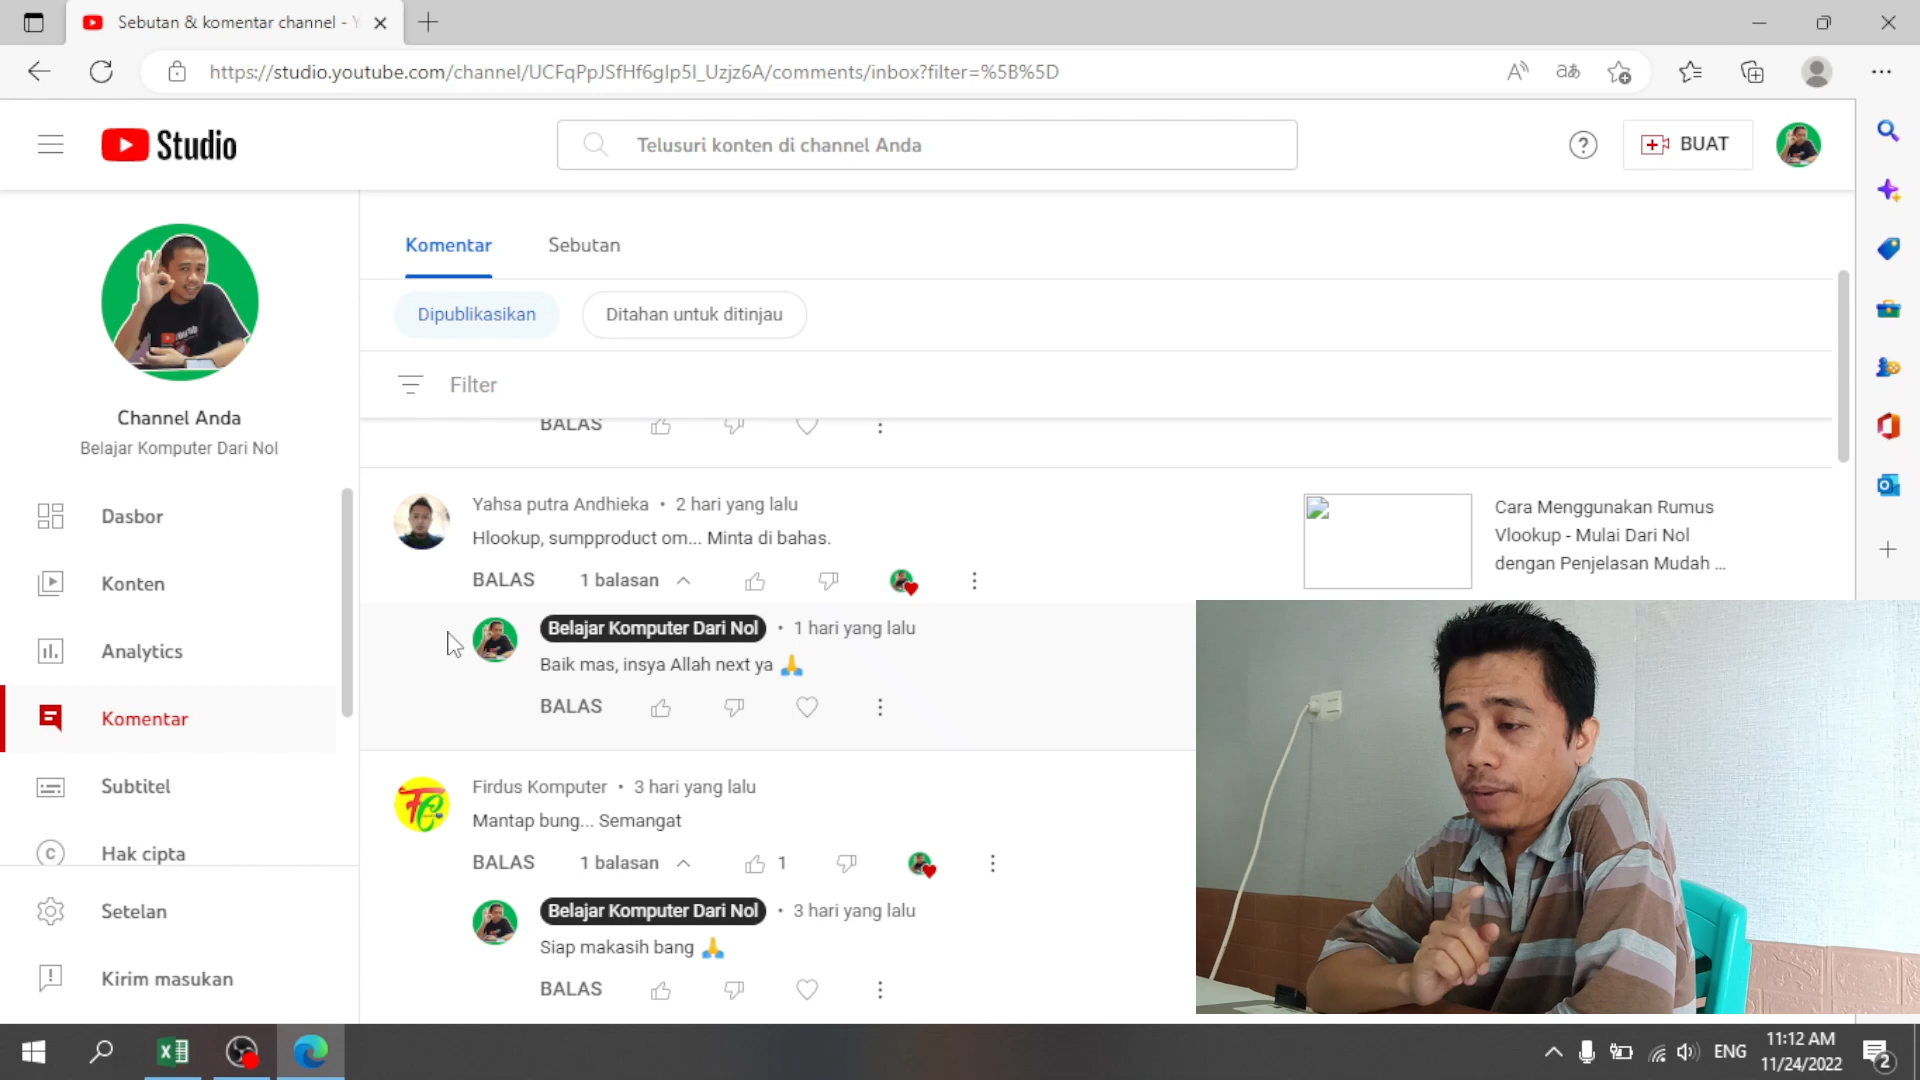 Sebutan & komentar channel - Y
https://studio.youtube.com/channel/UCFqPpJSfHf6gIp5I_Uzjz6A/comments/inbox?filter=%5B%5D
Studio
Telusuri konten di channel Anda
BUAT
Channel Anda
Belajar Komputer Dari Nol
Dasbor
Konten
Analytics
Komentar
Subtitel
Hak cipta
Setelan
Kirim masukan
Komentar
Sebutan
Dipublikasikan
Ditahan untuk ditinjau
Filter
BALAS
Yahsa putra Andhieka • 2 hari yang lalu
Hlookup, sumpproduct om... Minta di bahas.
BALAS 1 balasan
Cara Menggunakan Rumus
Vlookup - Mulai Dari Nol
dengan Penjelasan Mudah ...
Belajar Komputer Dari Nol • 1 hari yang lalu
Baik mas, insya Allah next ya 🙏
BALAS
Firdus Komputer • 3 hari yang lalu
Mantap bung... Semangat
BALAS 1 balasan 1
Belajar Komputer Dari Nol • 3 hari yang lalu
Siap makasih bang 🙏
BALAS
ENG
11:12 AM
11/24/2022
2